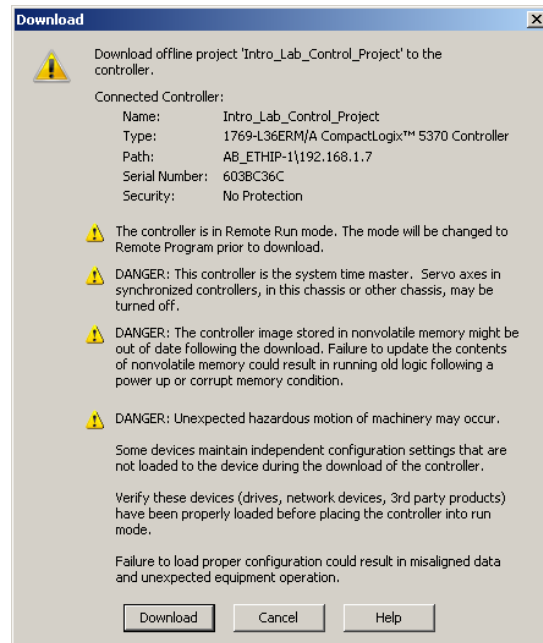 Download
Download offline project 'Intro_Lab_Control_Project' to the
controller.
Connected Controller:
Name: Intro_Lab_Control_Project
Type: 1769-L36ERM/A CompactLogix™ 5370 Controller
Path: AB_ETHIP-1\192.168.1.7
Serial Number: 603BC36C
Security: No Protection
The controller is in Remote Run mode. The mode will be changed to
Remote Program prior to download.
DANGER: This controller is the system time master. Servo axes in
synchronized controllers, in this chassis or other chassis, may be
turned off.
DANGER: The controller image stored in nonvolatile memory might be
out of date following the download. Failure to update the contents
of nonvolatile memory could result in running old logic following a
power up or corrupt memory condition.
DANGER: Unexpected hazardous motion of machinery may occur.
Some devices maintain independent configuration settings that are
not loaded to the device during the download of the controller.
Verify these devices (drives, network devices, 3rd party products)
have been properly loaded before placing the controller into run
mode.
Failure to load proper configuration could result in misaligned data
and unexpected equipment operation.
Download Cancel Help